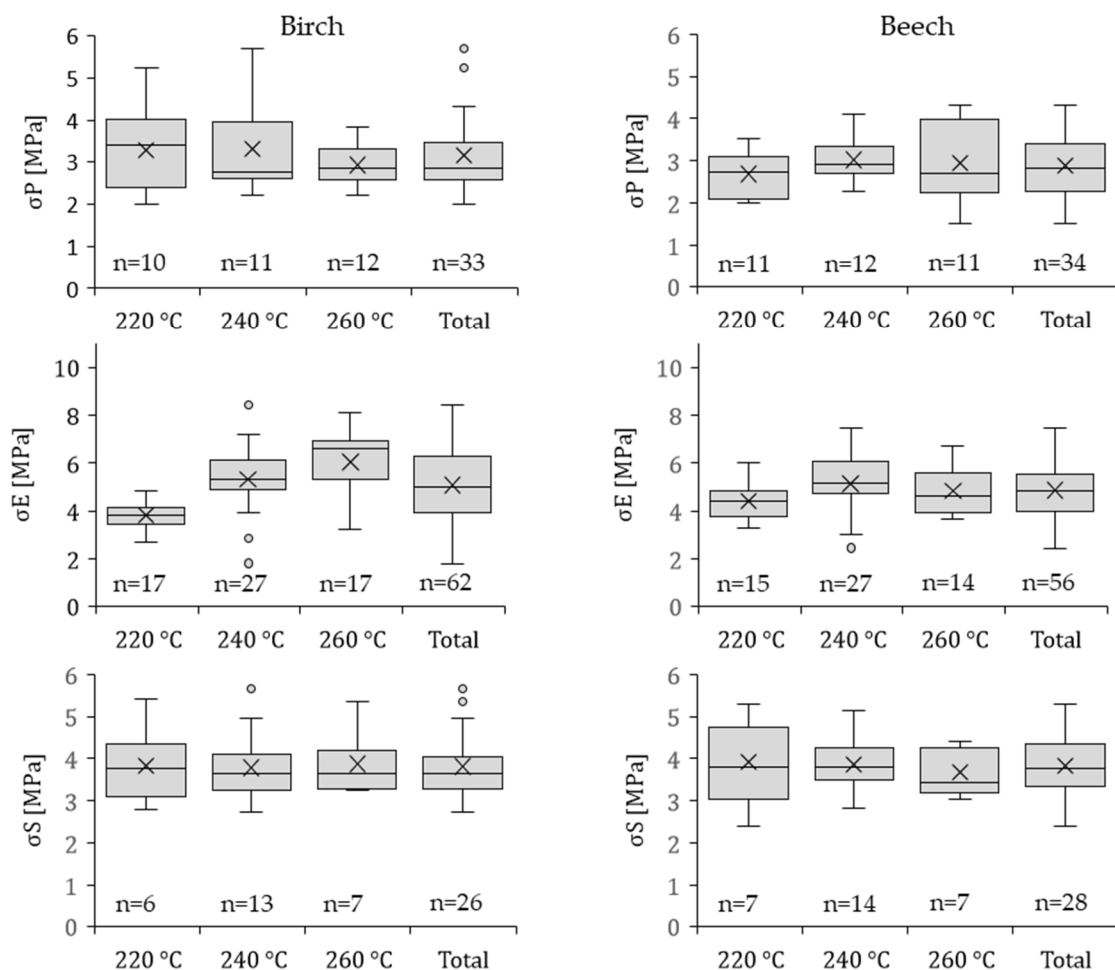 Birch
Beech
6
5
4
3
2
1
0
σP [MPa]
n=10 n=11 n=12 n=33
220 °C 240 °C 260 °C Total
6
5
4
3
2
1
0
σP [MPa]
n=11 n=12 n=11 n=34
220 °C 240 °C 260 °C Total
10
8
6
4
2
0
σE [MPa]
n=17 n=27 n=17 n=62
220 °C 240 °C 260 °C Total
10
8
6
4
2
0
σE [MPa]
n=15 n=27 n=14 n=56
220 °C 240 °C 260 °C Total
6
5
4
3
2
1
0
σS [MPa]
n=6 n=13 n=7 n=26
220 °C 240 °C 260 °C Total
6
5
4
3
2
1
0
σS [MPa]
n=7 n=14 n=7 n=28
220 °C 240 °C 260 °C Total